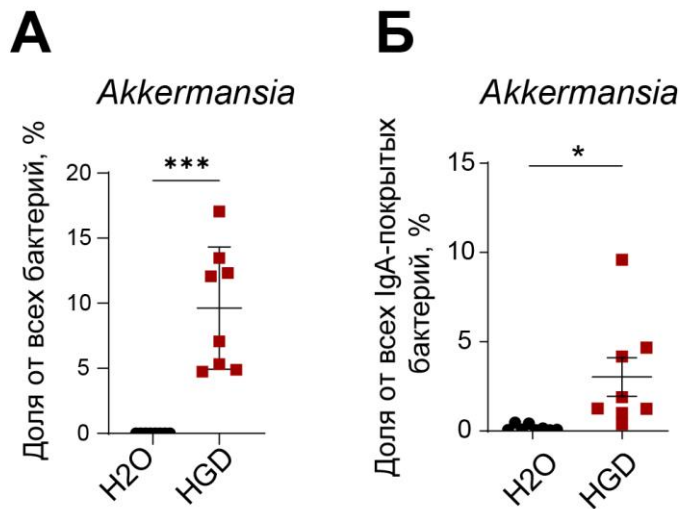 А
Akkermansia
Доля от всех бактерий, %
20
15
10
5
0
***
H2O
HGD
Б
Akkermansia
Доля от всех IgA-покрытых
бактерий, %
15
10
5
0
*
H2O
HGD